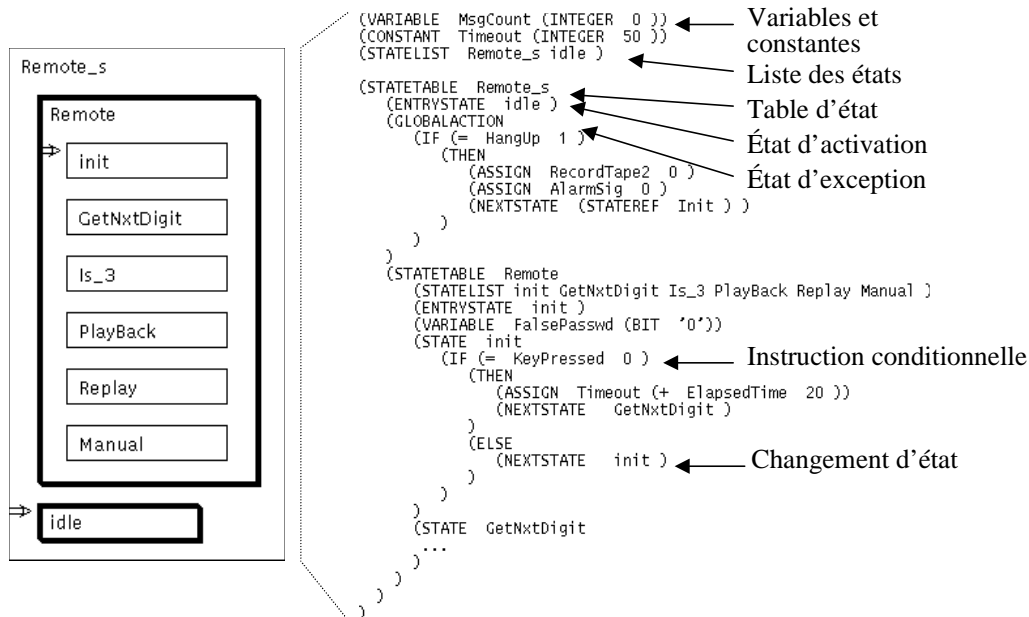 Remote_s
Remote
init
GetNxtDigit
Is_3
PlayBack
Replay
Manual
idle
(VARIABLE MsgCount (INTEGER 0 ))
(CONSTANT Timeout (INTEGER 50 ))
(STATELIST Remote_s idle )
(STATETABLE Remote_s
(ENTRYSTATE idle )
(GLOBALACTION
(IF (= HangUp 1 )
(THEN
(ASSIGN RecordTape2 0 )
(ASSIGN AlarmSig 0 )
(NEXTSTATE (STATEREF Init ) )
)
)
)
(STATETABLE Remote
(STATELIST init GetNxtDigit Is_3 PlayBack Replay Manual )
(ENTRYSTATE init )
(VARIABLE FalsePasswd (BIT '0'))
(STATE init
(IF (= KeyPressed 0 )
(THEN
(ASSIGN Timeout (+ ElapsedTime 20 ))
(NEXTSTATE GetNxtDigit )
)
(ELSE
(NEXTSTATE init )
)
)
)
(STATE GetNxtDigit
...
)
)
)
)
Variables et
constantes
Liste des états
Table d'état
État d'activation
État d'exception
Instruction conditionnelle
Changement d'état